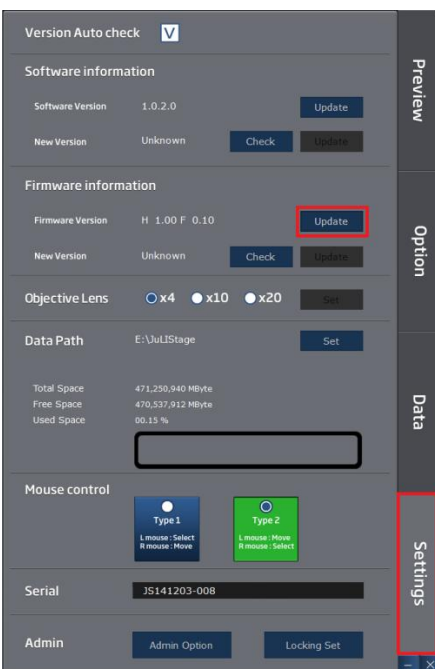 Version Auto check V
Software information
Software Version 1.0.2.0 Update
New Version Unknown Check Update
Firmware information
Firmware Version H 1.00 F 0.10 Update
New Version Unknown Check Update
Objective Lens x4 x10 x20 Set
Data Path E:\JuLIStage Set
Total Space 471,250,940 MByte
Free Space 470,537,912 MByte
Used Space 00.15 %
Mouse control
Type 1
L mouse : Select
R mouse : Move
Type 2
L mouse : Move
R mouse : Select
Serial JS141203-008
Admin Admin Option Locking Set
Preview
Option
Data
Settings